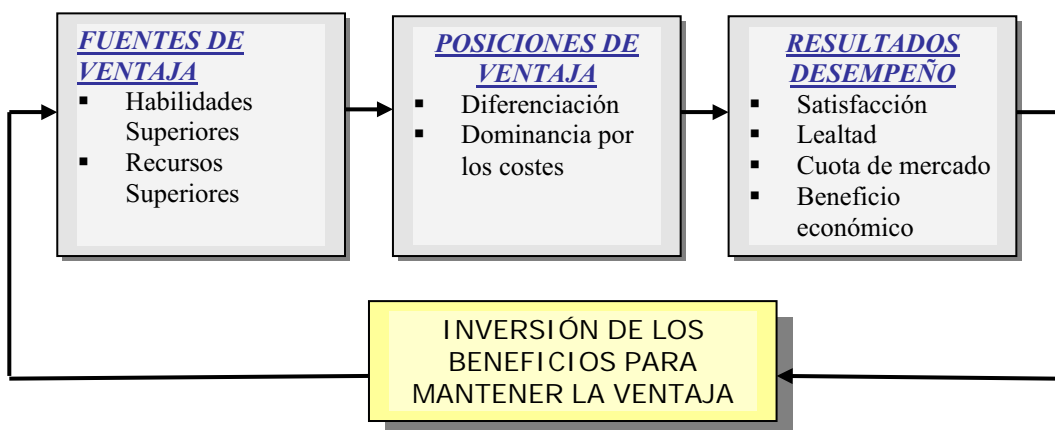 FUENTES DE
VENTAJA
▪ Habilidades
Superiores
▪ Recursos
Superiores
POSICIONES DE
VENTAJA
▪ Diferenciación
▪ Dominancia por
los costes
RESULTADOS
DESEMPEÑO
▪ Satisfacción
▪ Lealtad
▪ Cuota de mercado
▪ Beneficio
económico
INVERSIÓN DE LOS
BENEFICIOS PARA
MANTENER LA VENTAJA